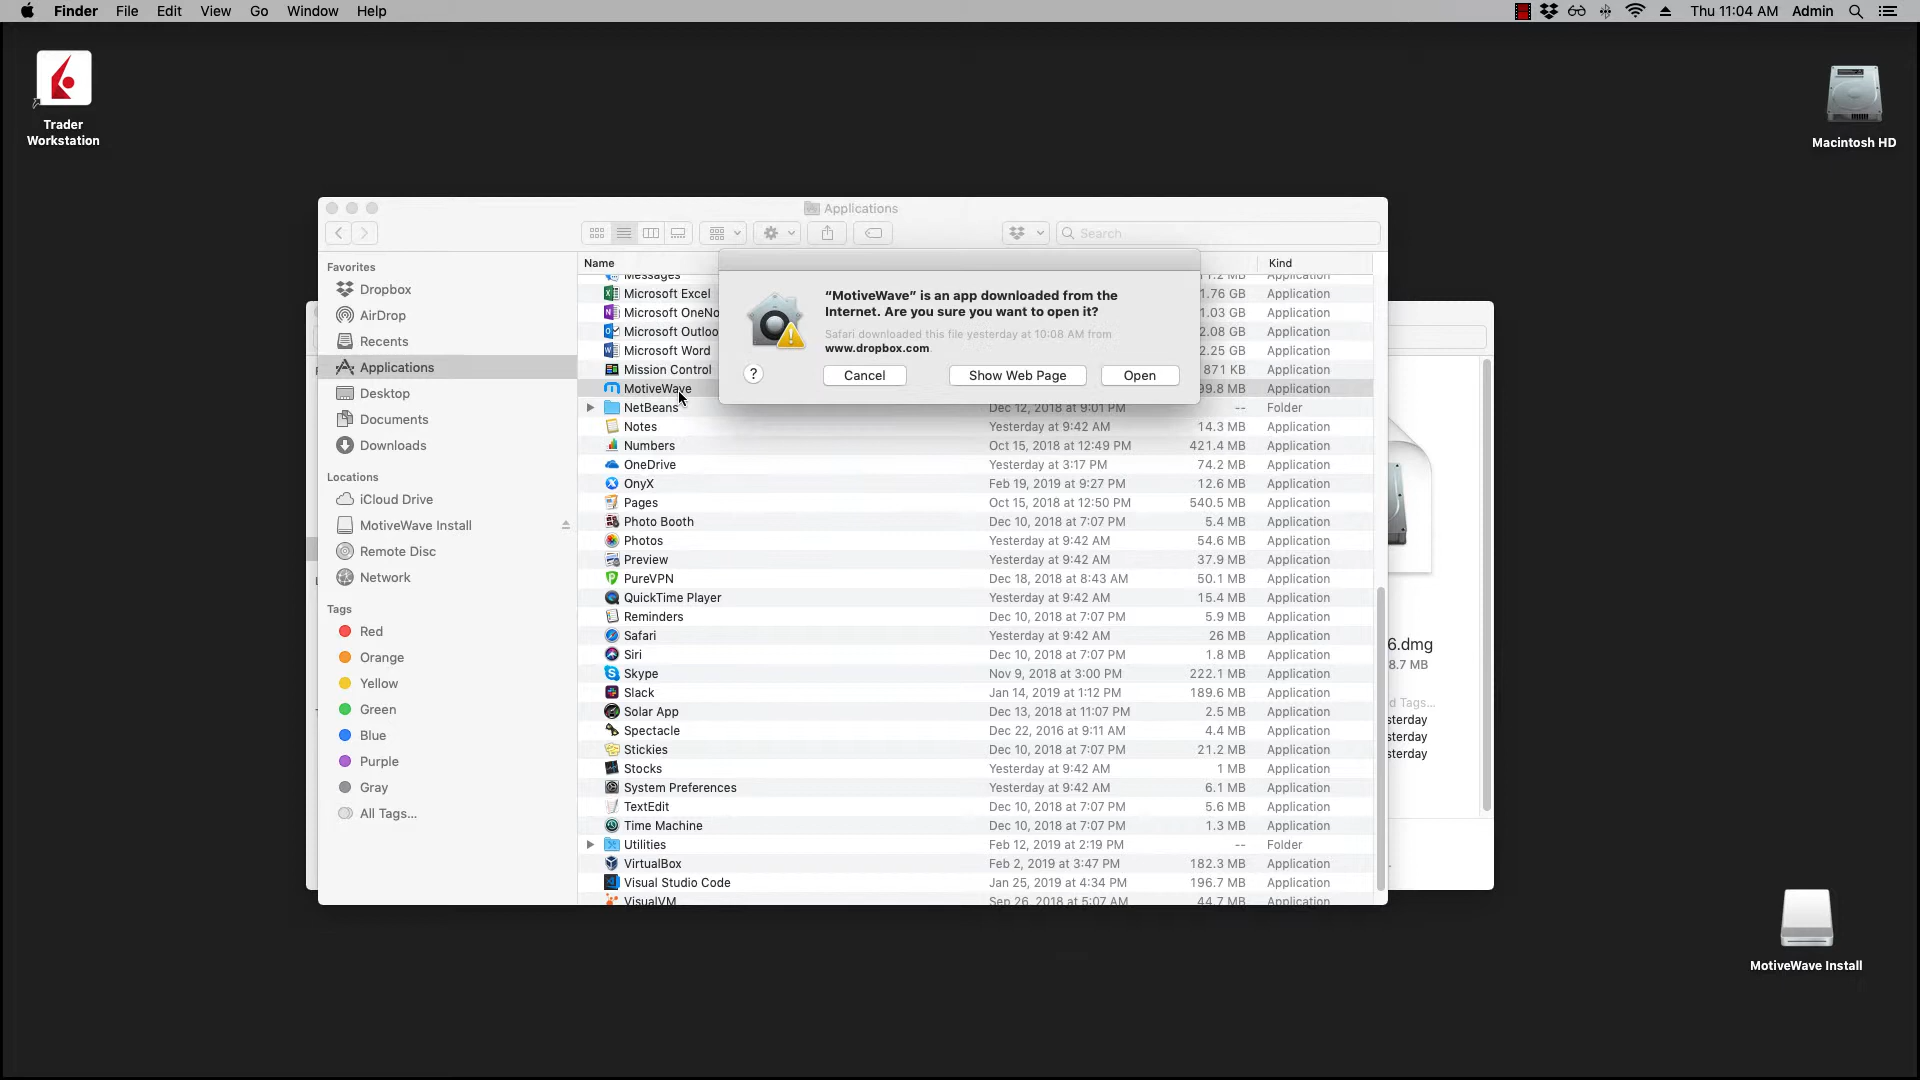 Finder File Edit View Go Window Help
Thu 11:04 AM Admin
Trader
Workstation
Macintosh HD
Applications
Search
Favorites
Dropbox
AirDrop
Recents
Applications
Desktop
Documents
Downloads
Locations
iCloud Drive
MotiveWave Install
Remote Disc
Network
Tags
Red
Orange
Yellow
Green
Blue
Purple
Gray
All Tags...
Name Kind
Messages 1.2 MB Application
Microsoft Excel 1.76 GB Application
Microsoft OneNo 1.03 GB Application
Microsoft Outloo 2.08 GB Application
Microsoft Word 2.25 GB Application
Mission Control 871 KB Application
MotiveWave 99.8 MB Application
NetBeans Dec 12, 2018 at 9:01 PM -- Folder
Notes Yesterday at 9:42 AM 14.3 MB Application
Numbers Oct 15, 2018 at 12:49 PM 421.4 MB Application
OneDrive Yesterday at 3:17 PM 74.2 MB Application
OnyX Feb 19, 2019 at 9:27 PM 12.6 MB Application
Pages Oct 15, 2018 at 12:50 PM 540.5 MB Application
Photo Booth Dec 10, 2018 at 7:07 PM 5.4 MB Application
Photos Yesterday at 9:42 AM 54.6 MB Application
Preview Yesterday at 9:42 AM 37.9 MB Application
PureVPN Dec 18, 2018 at 8:43 AM 50.1 MB Application
QuickTime Player Yesterday at 9:42 AM 15.4 MB Application
Reminders Dec 10, 2018 at 7:07 PM 5.9 MB Application
Safari Yesterday at 9:42 AM 26 MB Application
Siri Dec 10, 2018 at 7:07 PM 1.8 MB Application
Skype Nov 9, 2018 at 3:00 PM 222.1 MB Application
Slack Jan 14, 2019 at 1:12 PM 189.6 MB Application
Solar App Dec 13, 2018 at 11:07 PM 2.5 MB Application
Spectacle Dec 22, 2016 at 9:11 AM 4.4 MB Application
Stickies Dec 10, 2018 at 7:07 PM 21.2 MB Application
Stocks Yesterday at 9:42 AM 1 MB Application
System Preferences Yesterday at 9:42 AM 6.1 MB Application
TextEdit Dec 10, 2018 at 7:07 PM 5.6 MB Application
Time Machine Dec 10, 2018 at 7:07 PM 1.3 MB Application
Utilities Feb 12, 2019 at 2:19 PM -- Folder
VirtualBox Feb 2, 2019 at 3:47 PM 182.3 MB Application
Visual Studio Code Jan 25, 2019 at 4:34 PM 196.7 MB Application
VisualVM Sep 26, 2018 at 5:07 AM 44.7 MB Application
“MotiveWave” is an app downloaded from the
Internet. Are you sure you want to open it?
Safari downloaded this file yesterday at 10:08 AM from
www.dropbox.com.
? Cancel Show Web Page Open
6.dmg
8.7 MB
d Tags...
sterday
sterday
sterday
MotiveWave Install